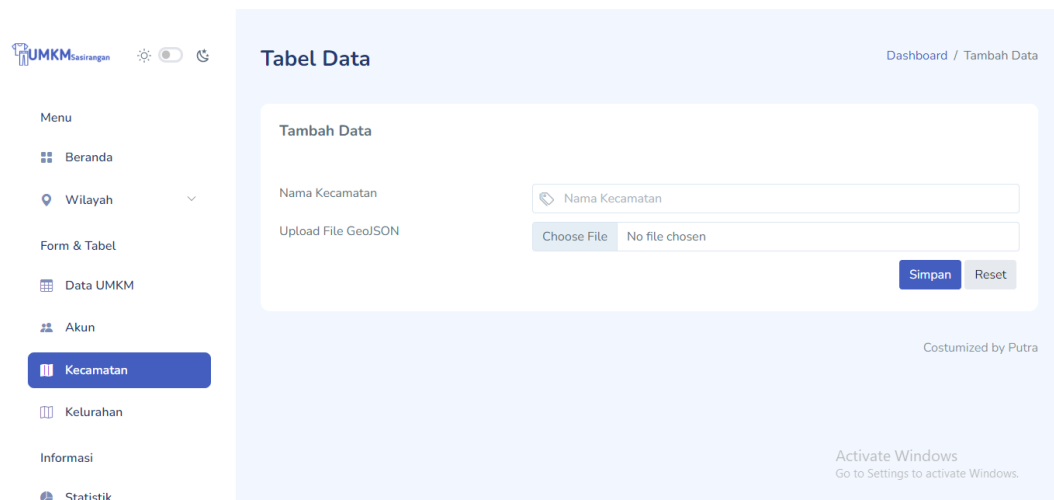 UMKMSasirangan
Menu
Beranda
Wilayah
Form & Tabel
Data UMKM
Akun
Kecamatan
Kelurahan
Informasi
Statistik
Tabel Data
Dashboard / Tambah Data
Tambah Data
Nama Kecamatan
Nama Kecamatan
Upload File GeoJSON
Choose File No file chosen
Simpan Reset
Costumized by Putra
Activate Windows
Go to Settings to activate Windows.